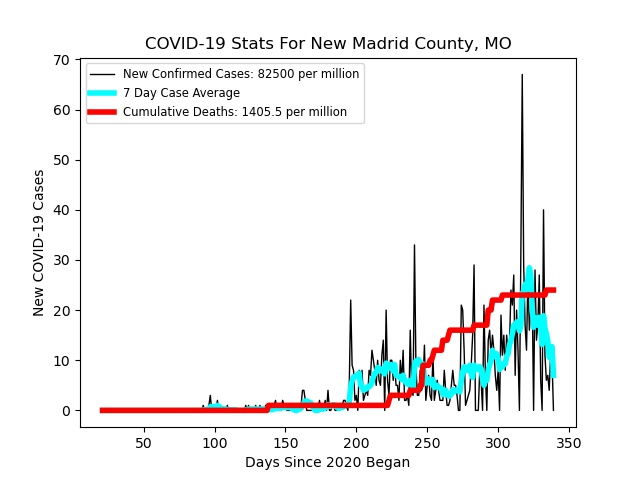 COVID-19 Stats For New Madrid County, MO
New Confirmed Cases: 82500 per million
7 Day Case Average
Cumulative Deaths: 1405.5 per million
New COVID-19 Cases
70
60
50
40
30
20
10
0
50
100
150
200
250
300
350
Days Since 2020 Began